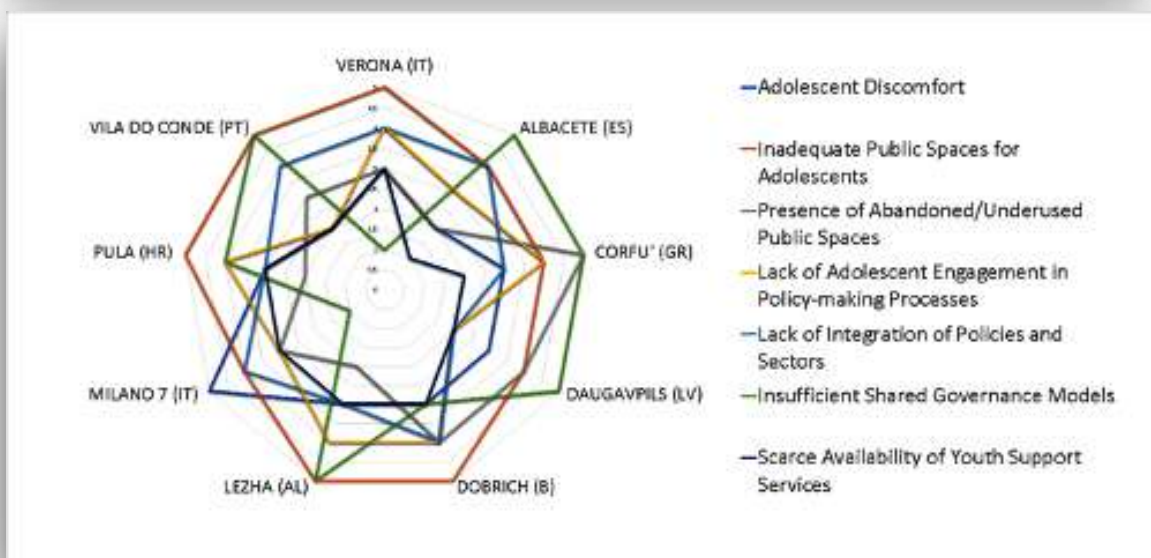 VERONA (IT)
ALBACETE (ES)
CORFU' (GR)
DAUGAVPILS (LV)
DOBRICH (B)
LEZHA (AL)
MILANO 7 (IT)
PULA (HR)
VILA DO CONDE (PT)
Adolescent Discomfort
Inadequate Public Spaces for
Adolescents
Presence of Abandoned/Underused
Public Spaces
Lack of Adolescent Engagement in
Policy-making Processes
Lack of Integration of Policies and
Sectors
Insufficient Shared Governance Models
Scarce Availability of Youth Support
Services